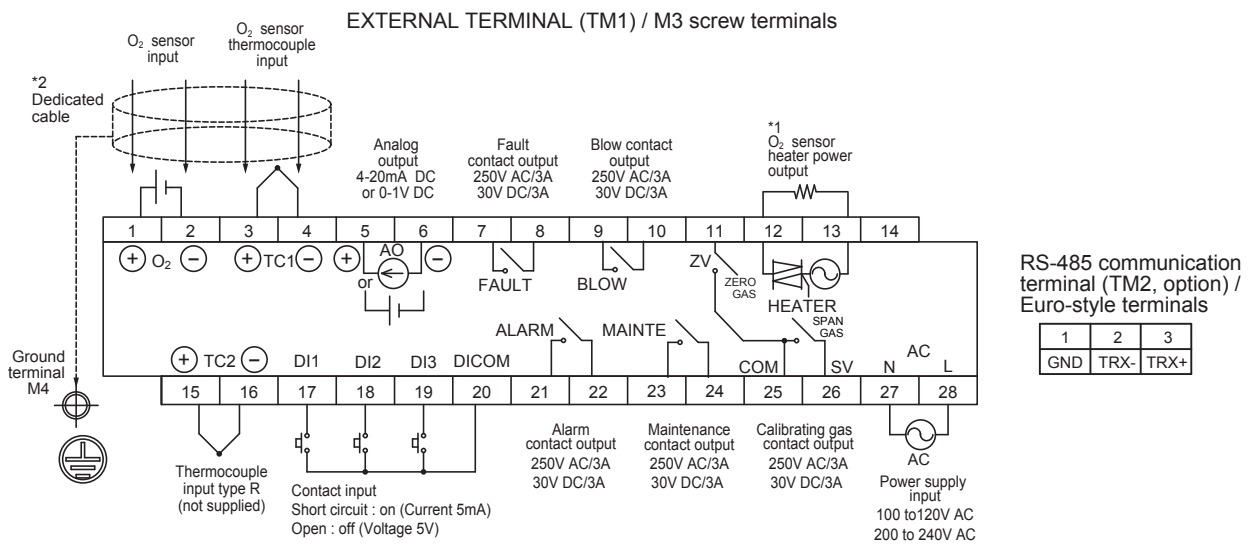 EXTERNAL TERMINAL (TM1) / M3 screw terminals
O₂ sensor
input
O₂ sensor
thermocouple
input
*2
Dedicated
cable
Analog
output
4-20mA DC
or 0-1V DC
Fault
contact output
250V AC/3A
30V DC/3A
Blow contact
output
250V AC/3A
30V DC/3A
*1
O₂ sensor
heater power
output
1 2 3 4 5 6 7 8 9 10 11 12 13 14
+ O₂ − + TC1 − + AO −
or
FAULT
BLOW
ZV
ZERO
GAS
HEATER
SPAN
GAS
ALARM
MAINTE
+ TC2 − DI1 DI2 DI3 DICOM
COM SV N AC L
15 16 17 18 19 20 21 22 23 24 25 26 27 28
Ground
terminal
M4
Thermocouple
input type R
(not supplied)
Contact input
Short circuit : on (Current 5mA)
Open : off (Voltage 5V)
Alarm
contact output
250V AC/3A
30V DC/3A
Maintenance
contact output
250V AC/3A
30V DC/3A
Calibrating gas
contact output
250V AC/3A
30V DC/3A
AC
Power supply
input
100 to120V AC
200 to 240V AC
RS-485 communication
terminal (TM2, option) /
Euro-style terminals
1 2 3
GND TRX- TRX+